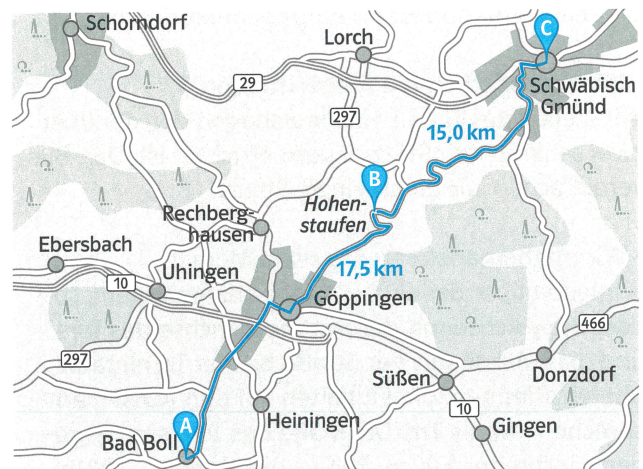 Schorndorf
Lorch
C
Schwäbisch
Gmünd
29
297
15,0 km
B
Hohen-
staufen
Rechberg-
hausen
Ebersbach
17,5 km
10
Uhingen
Göppingen
466
297
Süßen
Donzdorf
10
Heiningen
A
Bad Boll
Gingen